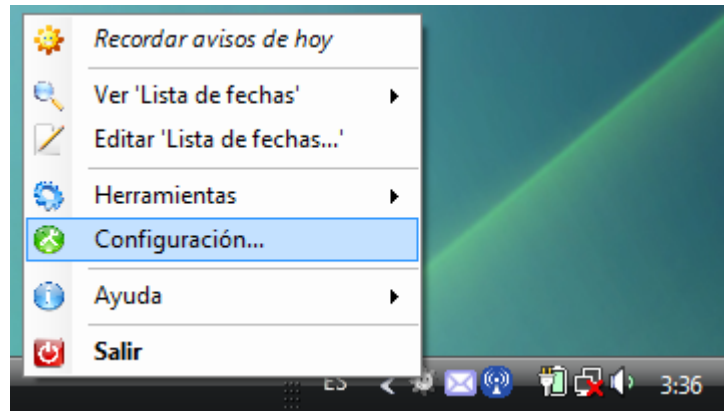 Recordar avisos de hoy
Ver 'Lista de fechas'
Editar 'Lista de fechas...'
Herramientas
Configuración...
Ayuda
Salir
ES
3:36